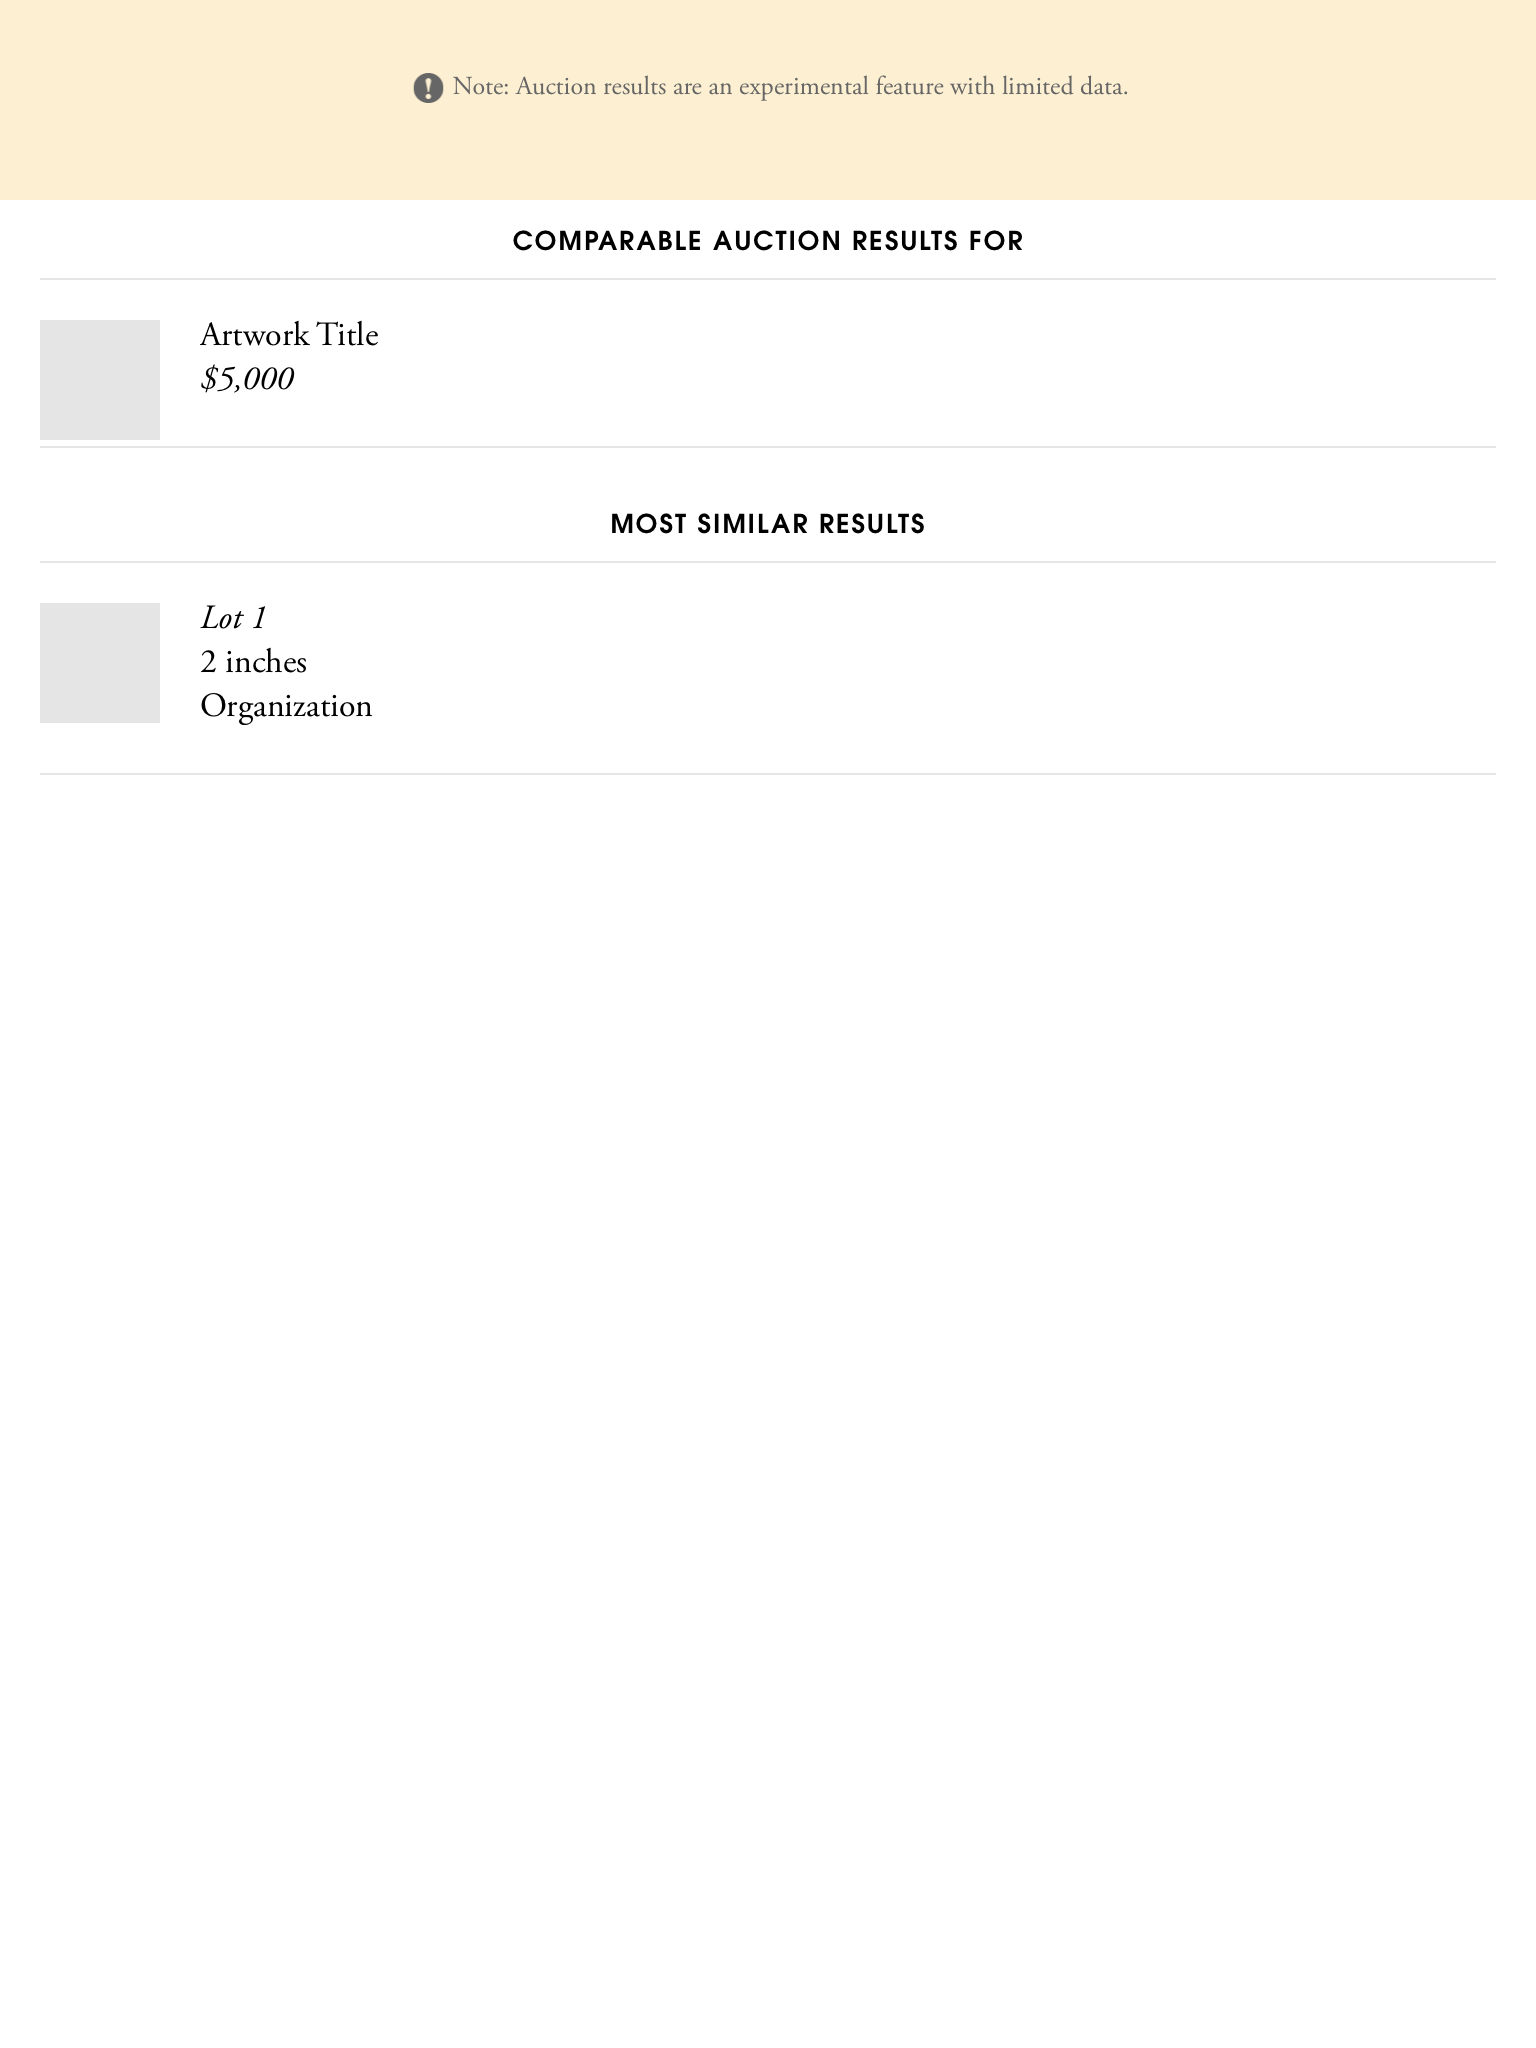 Note: Auction results are an experimental feature with limited data.
COMPARABLE AUCTION RESULTS FOR
Artwork Title
$5,000
MOST SIMILAR RESULTS
Lot 1
2 inches
Organization